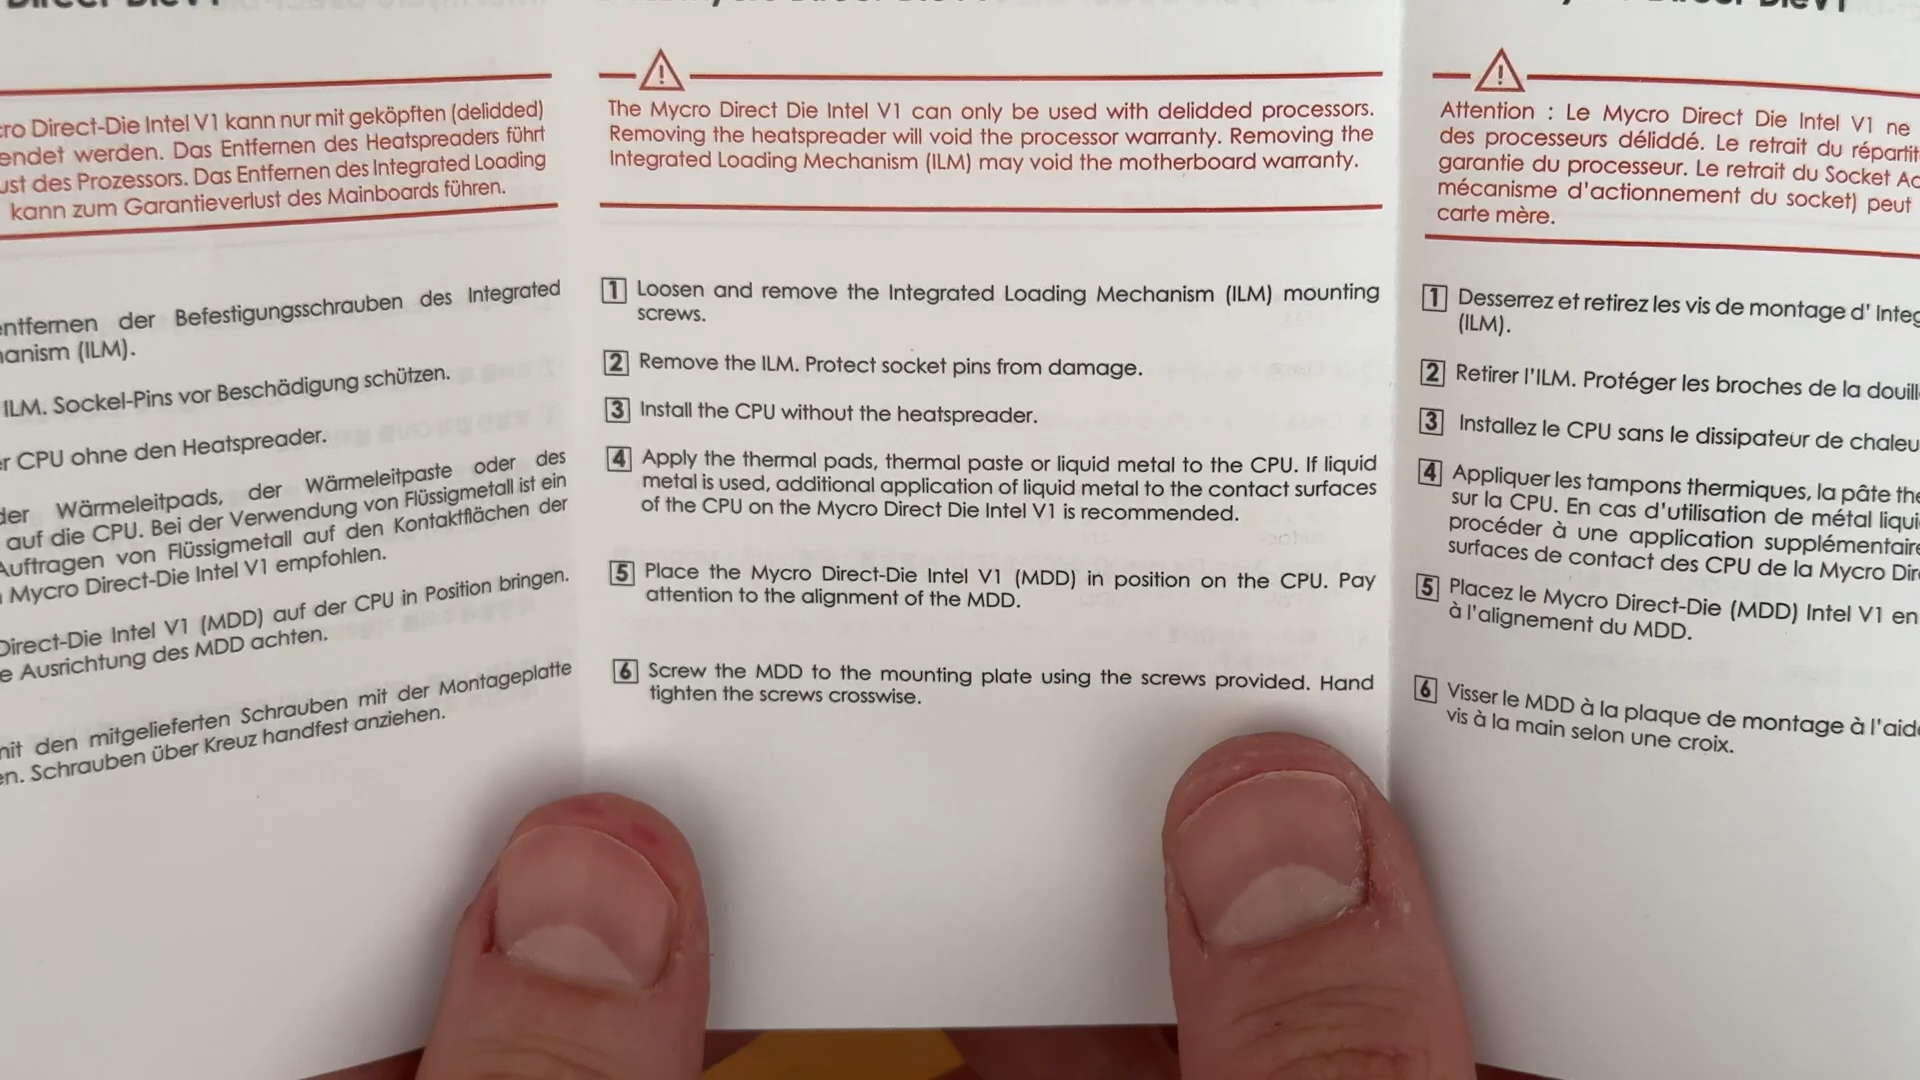 cro Direct-Die Intel V1 kann nur mit geköpften (delidded)
endet werden. Das Entfernen des Heatspreaders führt
ust des Prozessors. Das Entfernen des Integrated Loading
kann zum Garantieverlust des Mainboards führen.
entfernen der Befestigungsschrauben des Integrated
hanism (ILM).
ILM. Sockel-Pins vor Beschädigung schützen.
er CPU ohne den Heatspreader.
der Wärmeleitpads, der Wärmeleitpaste oder des
auf die CPU. Bei der Verwendung von Flüssigmetall ist ein
Auftragen von Flüssigmetall auf den Kontaktflächen der
Mycro Direct-Die Intel V1 empfohlen.
Direct-Die Intel V1 (MDD) auf der CPU in Position bringen.
e Ausrichtung des MDD achten.
mit den mitgelieferten Schrauben mit der Montageplatte
en. Schrauben über Kreuz handfest anziehen.
The Mycro Direct Die Intel V1 can only be used with delidded processors.
Removing the heatspreader will void the processor warranty. Removing the
Integrated Loading Mechanism (ILM) may void the motherboard warranty.
1 Loosen and remove the Integrated Loading Mechanism (ILM) mounting
screws.
2 Remove the ILM. Protect socket pins from damage.
3 Install the CPU without the heatspreader.
4 Apply the thermal pads, thermal paste or liquid metal to the CPU. If liquid
metal is used, additional application of liquid metal to the contact surfaces
of the CPU on the Mycro Direct Die Intel V1 is recommended.
5 Place the Mycro Direct-Die Intel V1 (MDD) in position on the CPU. Pay
attention to the alignment of the MDD.
6 Screw the MDD to the mounting plate using the screws provided. Hand
tighten the screws crosswise.
Attention : Le Mycro Direct Die Intel V1 ne
des processeurs déliddé. Le retrait du répartit
garantie du processeur. Le retrait du Socket Ac
mécanisme d'actionnement du socket) peut
carte mère.
1 Desserrez et retirez les vis de montage d' Integ
(ILM).
2 Retirer l'ILM. Protéger les broches de la douill
3 Installez le CPU sans le dissipateur de chaleu
4 Appliquer les tampons thermiques, la pâte the
sur la CPU. En cas d'utilisation de métal liqui
procéder à une application supplémentaire
surfaces de contact des CPU de la Mycro Dir
5 Placez le Mycro Direct-Die (MDD) Intel V1 en
à l'alignement du MDD.
6 Visser le MDD à la plaque de montage à l'aide
vis à la main selon une croix.